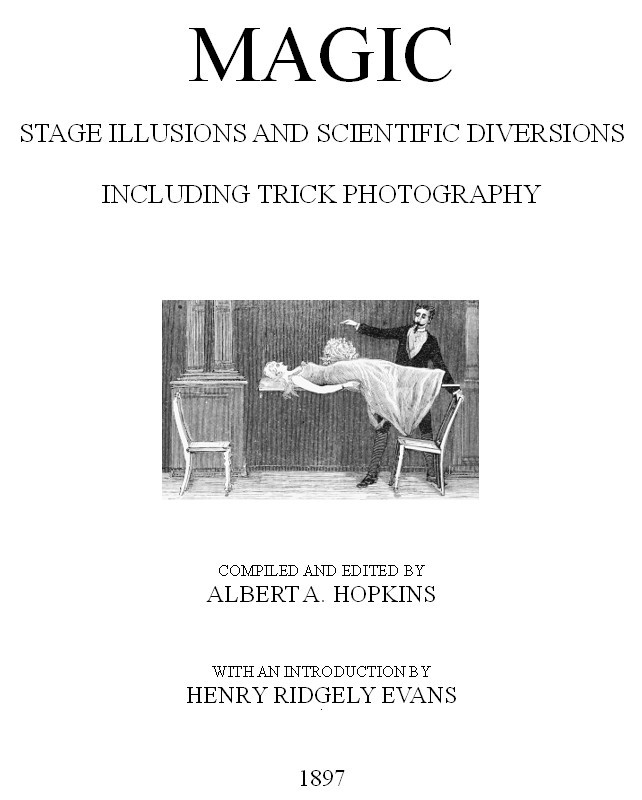 MAGIC
STAGE ILLUSIONS AND SCIENTIFIC DIVERSIONS
INCLUDING TRICK PHOTOGRAPHY
COMPILED AND EDITED BY
ALBERT A. HOPKINS
WITH AN INTRODUCTION BY
HENRY RIDGELY EVANS
1897